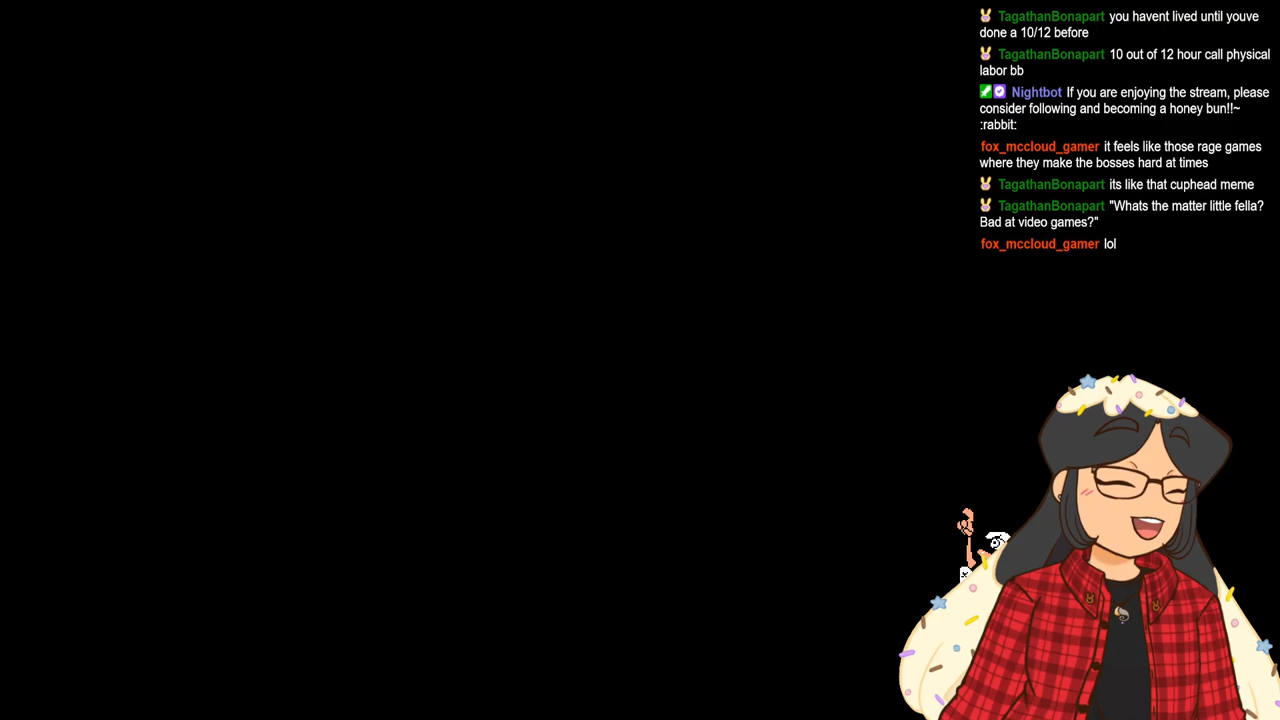 TagathanBonapart you havent lived until youve
done a 10/12 before
TagathanBonapart 10 out of 12 hour call physical
labor bb
Nightbot If you are enjoying the stream, please
consider following and becoming a honey bun!!~
:rabbit:
fox_mccloud_gamer it feels like those rage games
where they make the bosses hard at times
TagathanBonapart its like that cuphead meme
TagathanBonapart "Whats the matter little fella?
Bad at video games?"
fox_mccloud_gamer lol